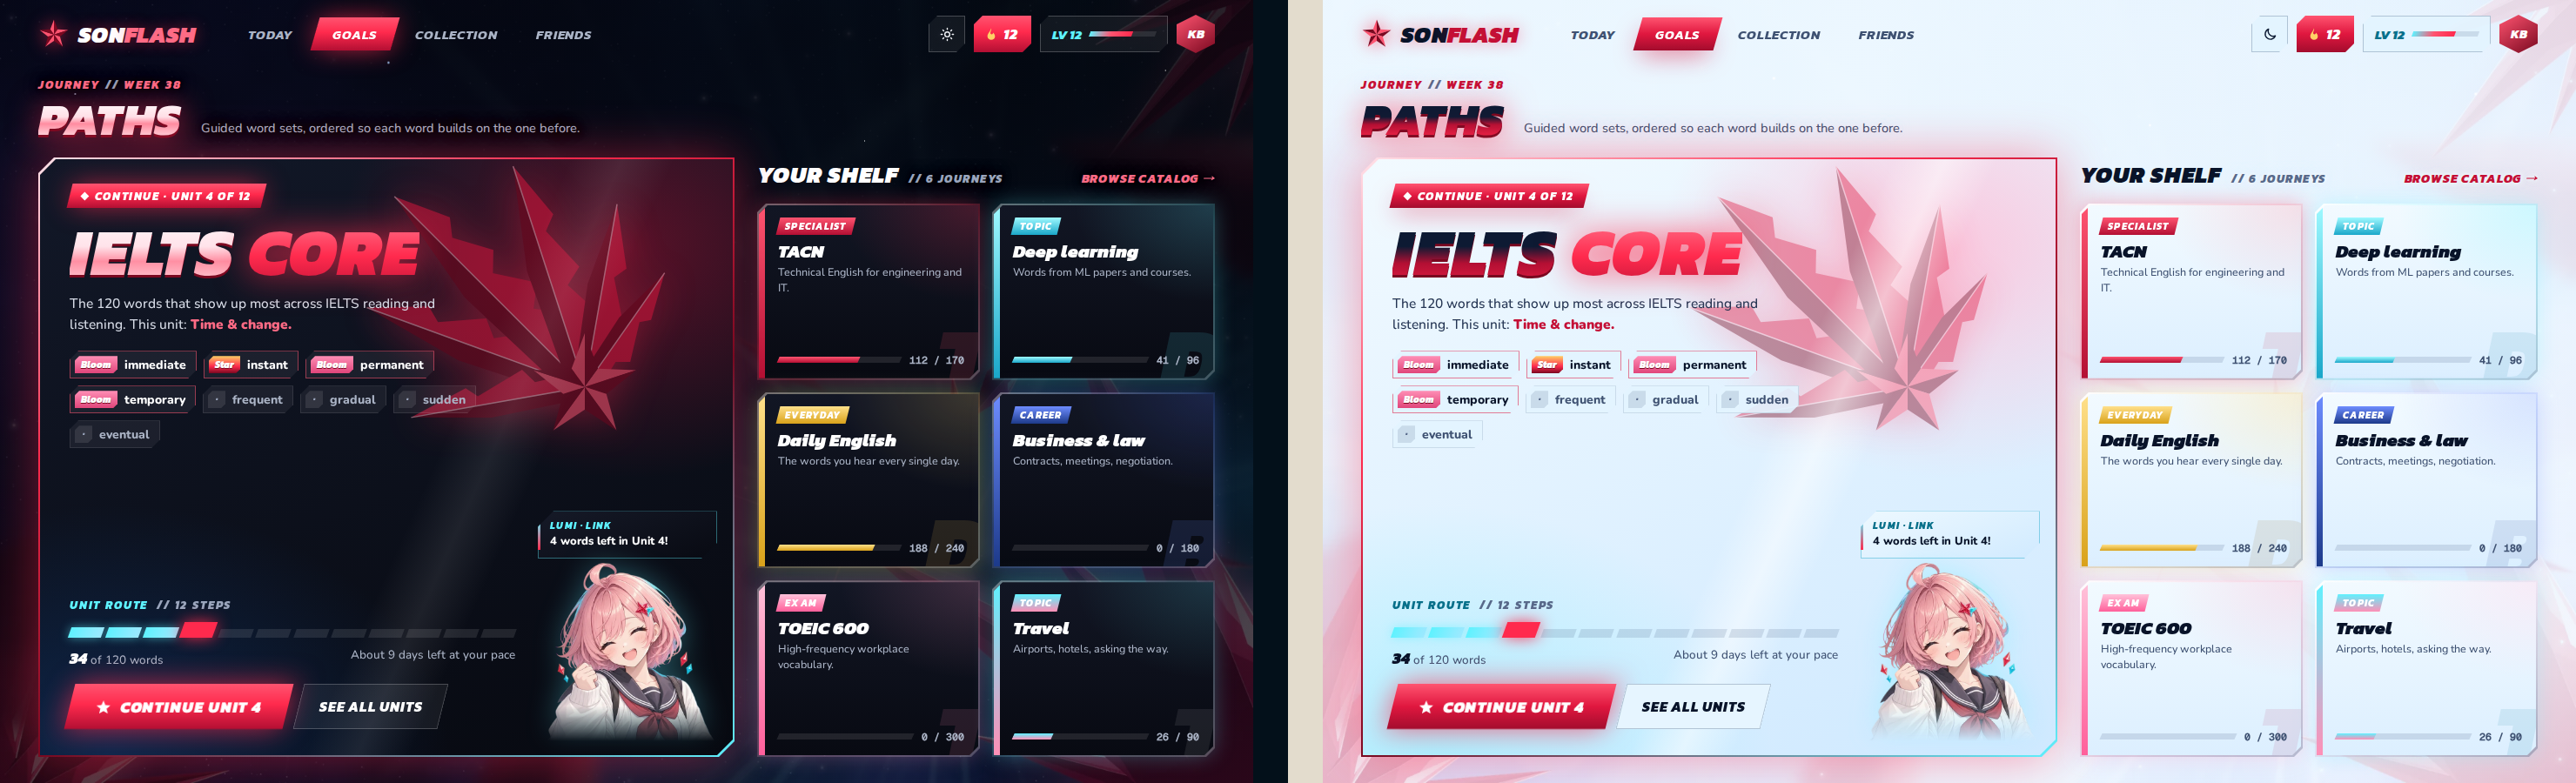 SONFLASH
TODAY
GOALS
COLLECTION
FRIENDS
12
LV 12
KB
JOURNEY // WEEK 38
PATHS
Guided word sets, ordered so each word builds on the one before.
◆ CONTINUE · UNIT 4 OF 12
IELTS CORE
The 120 words that show up most across IELTS reading and
listening. This unit: Time & change.
Bloom immediate
Star instant
Bloom permanent
Bloom temporary
· frequent
· gradual
· sudden
· eventual
LUMI · LINK
4 words left in Unit 4!
UNIT ROUTE // 12 STEPS
34 of 120 words
About 9 days left at your pace
★ CONTINUE UNIT 4
SEE ALL UNITS
YOUR SHELF // 6 JOURNEYS
BROWSE CATALOG →
SPECIALIST
TACN
Technical English for engineering and
IT.
112 / 170
T
TOPIC
Deep learning
Words from ML papers and courses.
41 / 96
D
EVERYDAY
Daily English
The words you hear every single day.
188 / 240
D
CAREER
Business & law
Contracts, meetings, negotiation.
0 / 180
B
EXAM
TOEIC 600
High-frequency workplace
vocabulary.
0 / 300
T
TOPIC
Travel
Airports, hotels, asking the way.
26 / 90
T
SONFLASH
TODAY
GOALS
COLLECTION
FRIENDS
12
LV 12
KB
JOURNEY // WEEK 38
PATHS
Guided word sets, ordered so each word builds on the one before.
◆ CONTINUE · UNIT 4 OF 12
IELTS CORE
The 120 words that show up most across IELTS reading and
listening. This unit: Time & change.
Bloom immediate
Star instant
Bloom permanent
Bloom temporary
· frequent
· gradual
· sudden
· eventual
LUMI · LINK
4 words left in Unit 4!
UNIT ROUTE // 12 STEPS
34 of 120 words
About 9 days left at your pace
★ CONTINUE UNIT 4
SEE ALL UNITS
YOUR SHELF // 6 JOURNEYS
BROWSE CATALOG →
SPECIALIST
TACN
Technical English for engineering and
IT.
112 / 170
T
TOPIC
Deep learning
Words from ML papers and courses.
41 / 96
D
EVERYDAY
Daily English
The words you hear every single day.
188 / 240
D
CAREER
Business & law
Contracts, meetings, negotiation.
0 / 180
B
EXAM
TOEIC 600
High-frequency workplace
vocabulary.
0 / 300
T
TOPIC
Travel
Airports, hotels, asking the way.
26 / 90
T